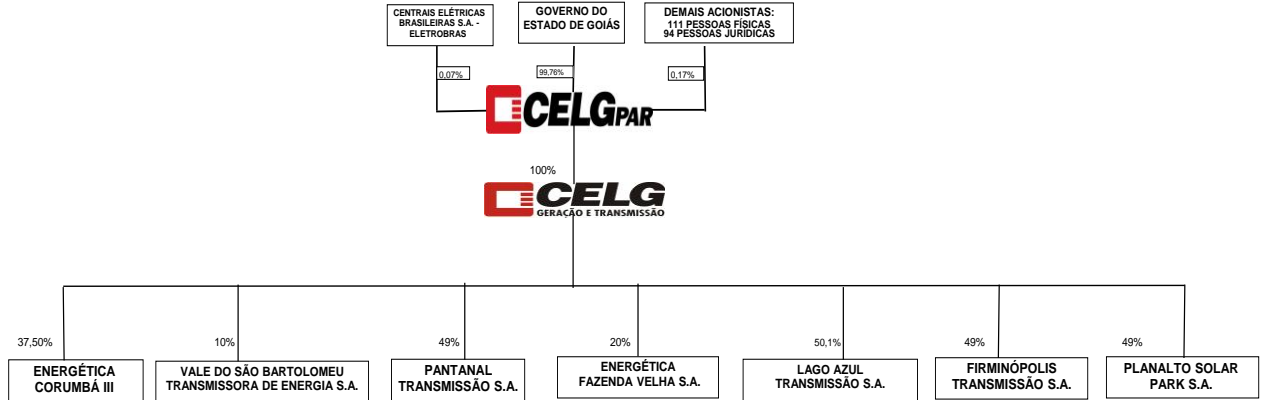 CENTRAIS ELÉTRICAS
BRASILEIRAS S.A. -
ELETROBRAS
GOVERNO DO
ESTADO DE GOIÁS
DEMAIS ACIONISTAS:
111 PESSOAS FÍSICAS
94 PESSOAS JURÍDICAS
0,07%
99,76%
0,17%
CELGPAR
100%
CELG
GERAÇÃO E TRANSMISSÃO
37,50%
10%
49%
20%
50,1%
49%
49%
ENERGÉTICA
CORUMBÁ III
VALE DO SÃO BARTOLOMEU
TRANSMISSORA DE ENERGIA S.A.
PANTANAL
TRANSMISSÃO S.A.
ENERGÉTICA
FAZENDA VELHA S.A.
LAGO AZUL
TRANSMISSÃO S.A.
FIRMINÓPOLIS
TRANSMISSÃO S.A.
PLANALTO SOLAR
PARK S.A.